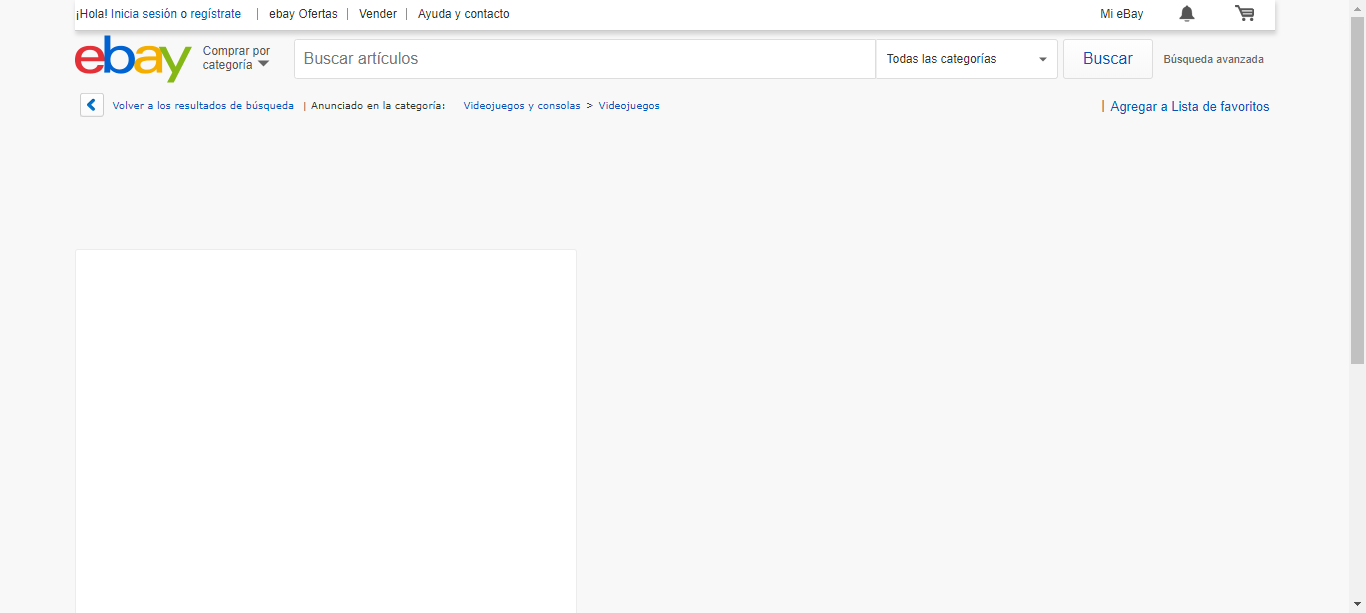 ¡Hola! Inicia sesión o regístrate | ebay Ofertas | Vender | Ayuda y contacto Mi eBay
ebay Comprar por categoría Buscar artículos Todas las categorías Buscar Búsqueda avanzada
Volver a los resultados de búsqueda | Anunciado en la categoría: Videojuegos y consolas > Videojuegos | Agregar a Lista de favoritos